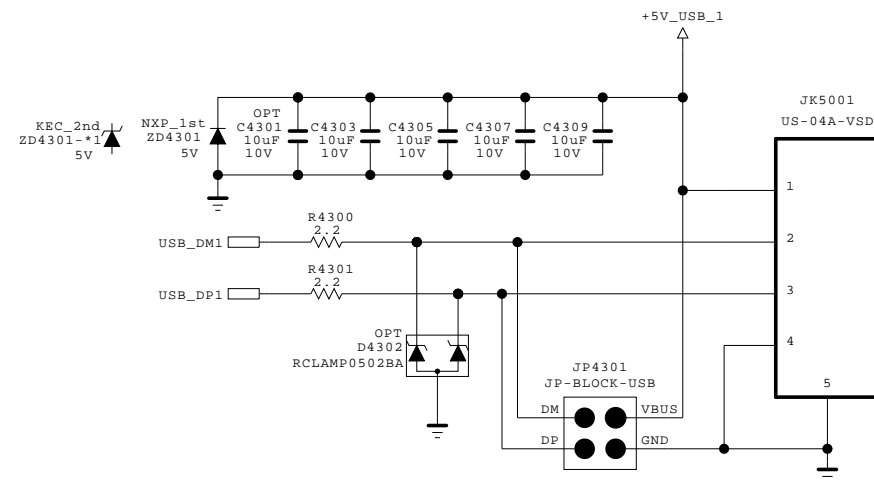 +5V_USB_1
JK5001
US-04A-VSD
KEC_2nd
ZD4301-*1
5V
NXP_1st
ZD4301
5V
OPT
C4301
10uF
10V
C4303
10uF
10V
C4305
10uF
10V
C4307
10uF
10V
C4309
10uF
10V
1
R4300
2.2
USB_DM1
2
R4301
2.2
USB_DP1
3
OPT
D4302
RCLAMP0502BA
4
JP4301
JP-BLOCK-USB
5
DM
VBUS
DP
GND